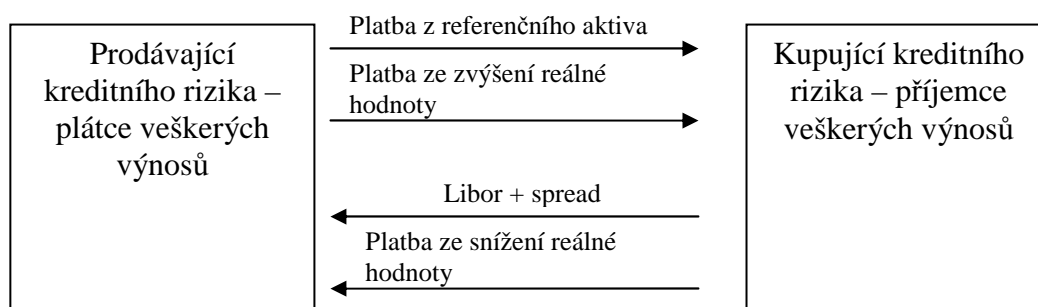 Prodávající
kreditního rizika –
plátce veškerých
výnosů
Platba z referenčního aktiva
Platba ze zvýšení reálné
hodnoty
Libor + spread
Platba ze snížení reálné
hodnoty
Kupující kreditního
rizika – příjemce
veškerých výnosů